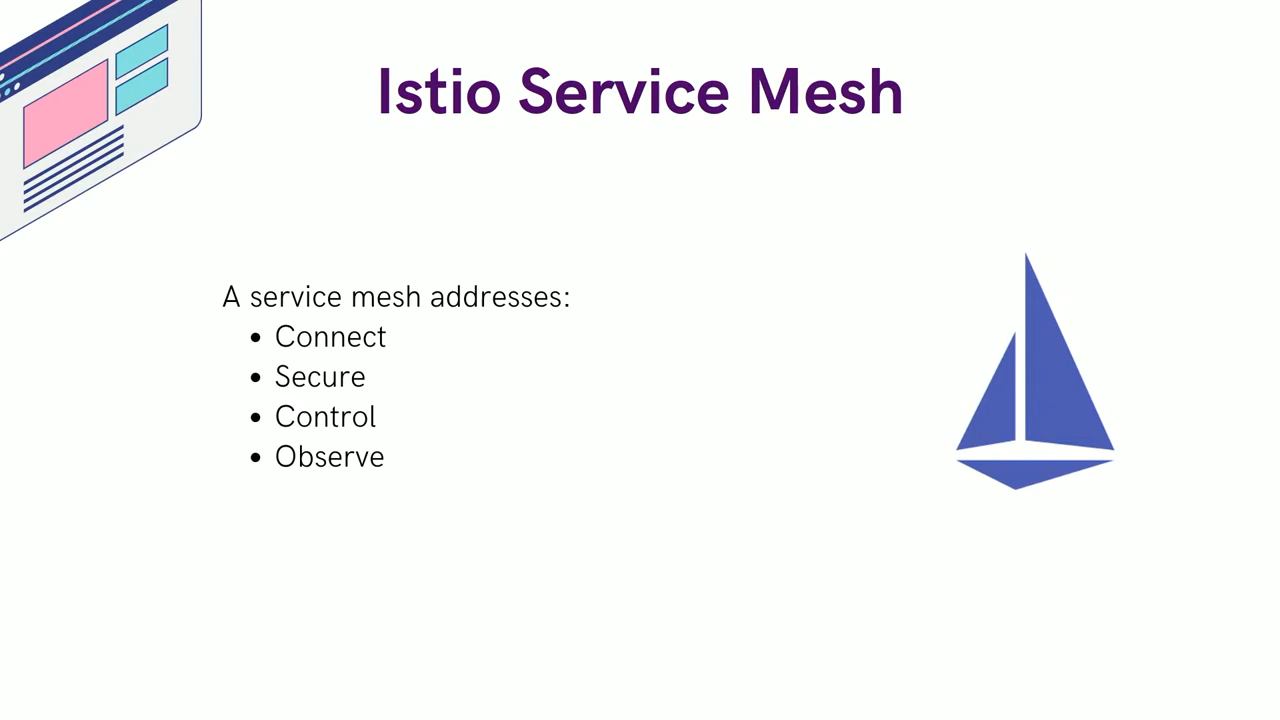 Istio Service Mesh
A service mesh addresses:
• Connect
• Secure
• Control
• Observe